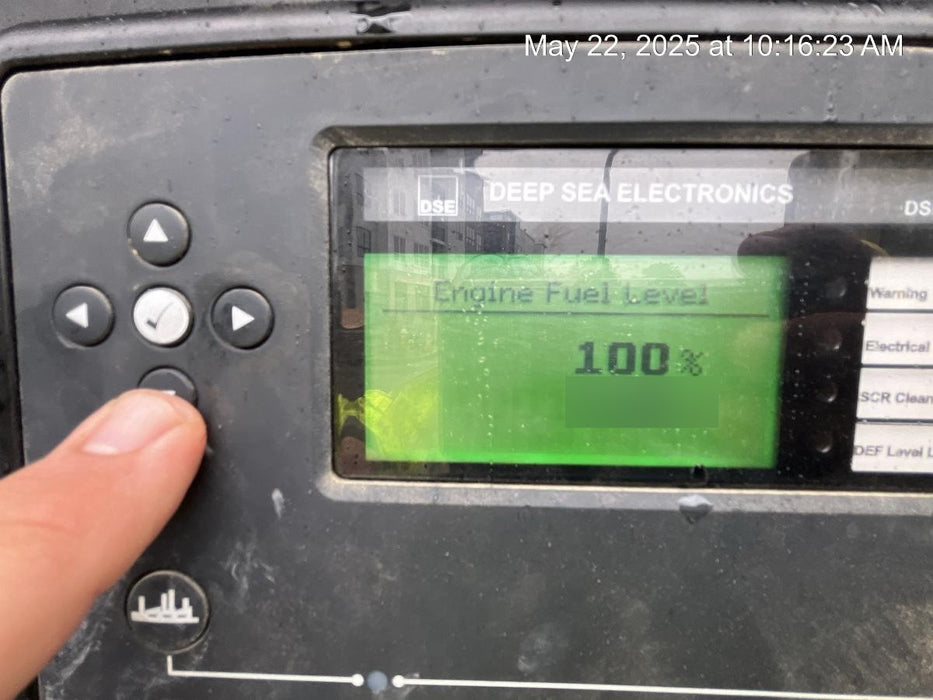 May 22, 2025 at 10:16:23 AM
DSE DEEP SEA ELECTRONICS
DSE
Engine Fuel Level
100 %
Warning
Electrical
SCR Clean
DEF Level L